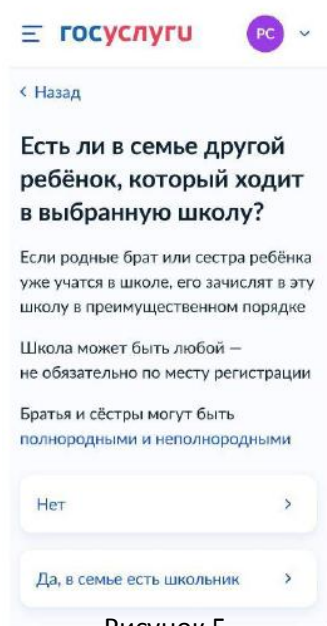 госуслуги
РС
Назад
Есть ли в семье другой
ребёнок, который ходит
в выбранную школу?
Если родные брат или сестра ребёнка
уже учатся в школе, его зачислят в эту
школу в преимущественном порядке
Школа может быть любой —
не обязательно по месту регистрации
Братья и сёстры могут быть
полнородными и неполнородными
Нет
Да, в семье есть школьник
Рисунок 5